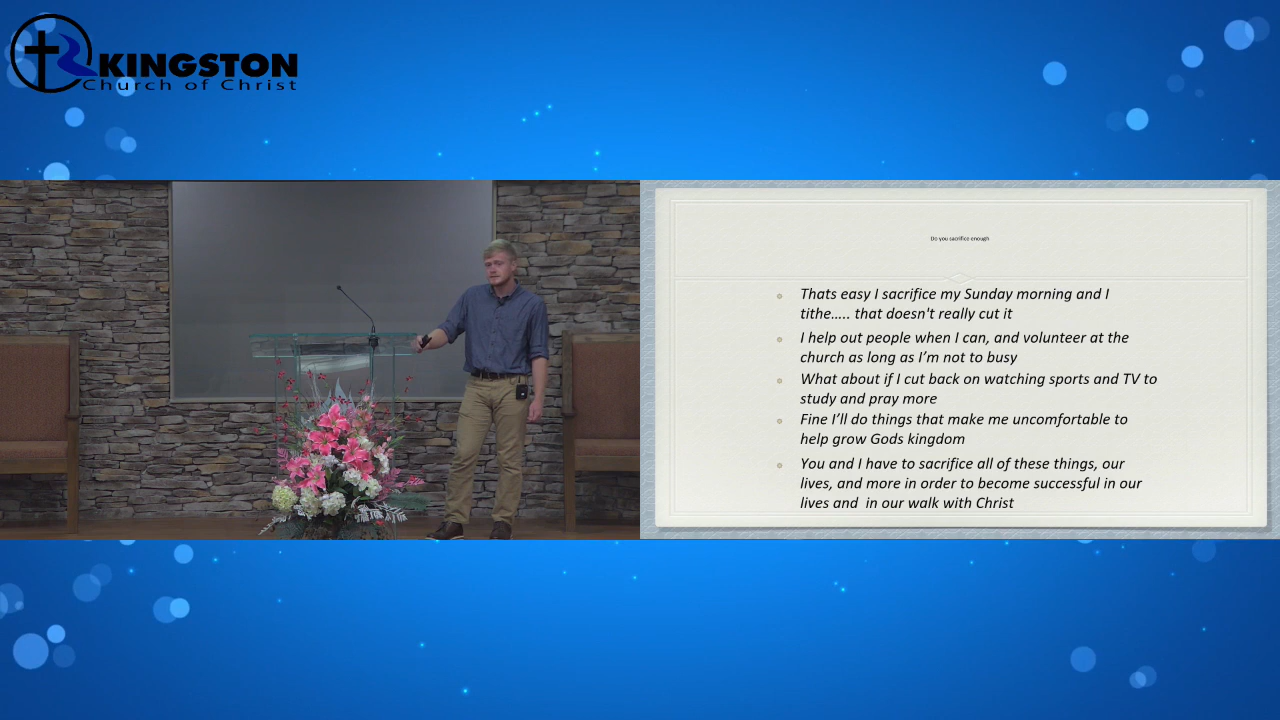 KINGSTON
Church of Christ
Do you sacrifice enough
Thats easy I sacrifice my Sunday morning and I
tithe..... that doesn't really cut it
I help out people when I can, and volunteer at the
church as long as I’m not to busy
What about if I cut back on watching sports and TV to
study and pray more
Fine I’ll do things that make me uncomfortable to
help grow Gods kingdom
You and I have to sacrifice all of these things, our
lives, and more in order to become successful in our
lives and  in our walk with Christ